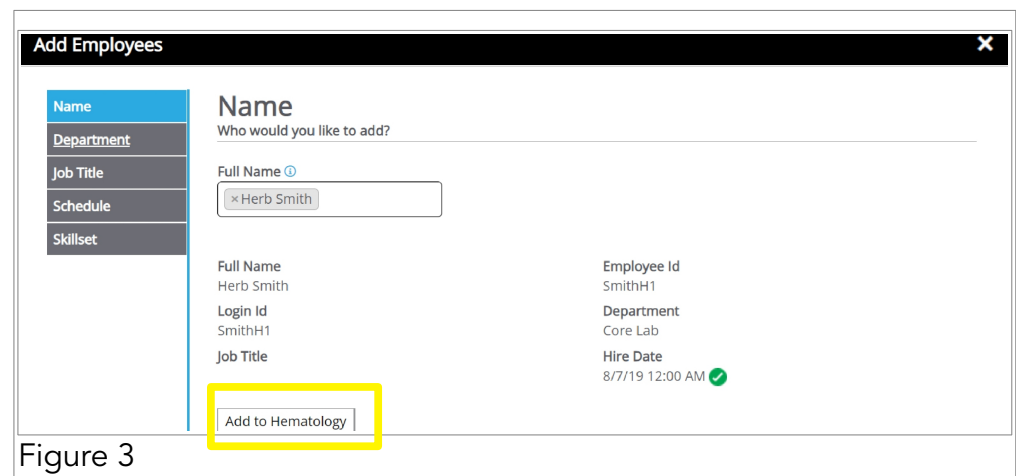 Add Employees ×
Name
Department
Job Title
Schedule
Skillset
Name
Who would you like to add?
Full Name ⓘ
×Herb Smith
Full Name
Herb Smith
Employee Id
SmithH1
Login Id
SmithH1
Department
Core Lab
Job Title
Hire Date
8/7/19 12:00 AM
Add to Hematology
Figure 3